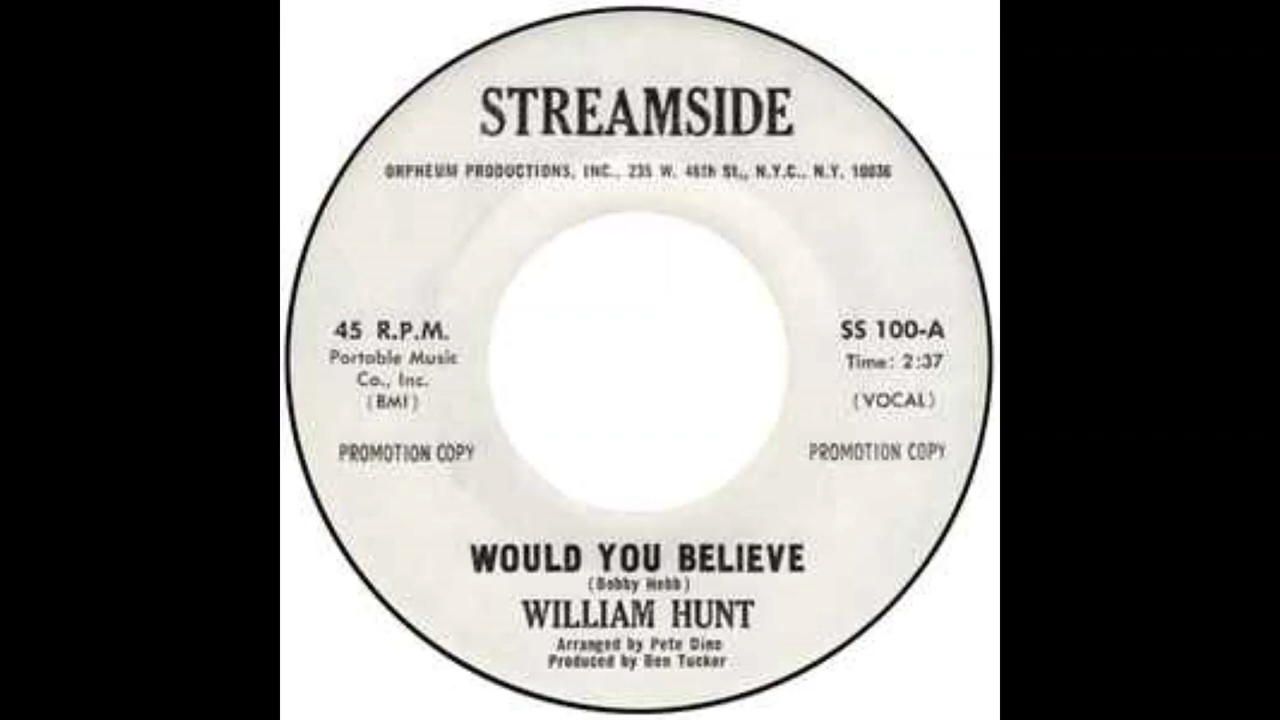 STREAMSIDE
ORPHEUM PRODUCTIONS, INC., 235 W. 46th St., N.Y.C., N.Y. 10036
45 R.P.M.
Portable Music
Co., Inc.
(BMI)
PROMOTION COPY
SS 100-A
Time: 2:37
(VOCAL)
PROMOTION COPY
WOULD YOU BELIEVE
(Bobby Hebb)
WILLIAM HUNT
Arranged by Pete Dino
Produced by Ben Tucker